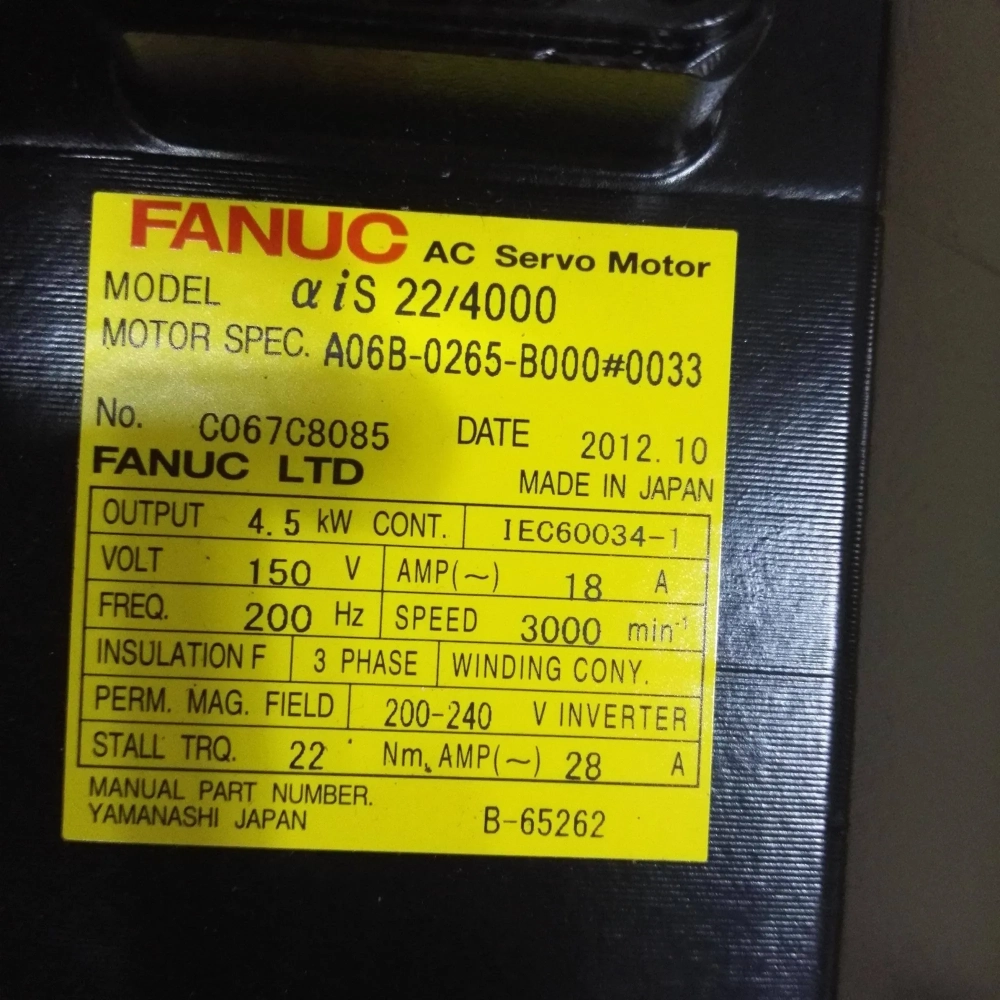 FANUC AC Servo Motor
MODEL αiS 22/4000
MOTOR SPEC. A06B-0265-B000#0033
No. C067C8085 DATE 2012.10
FANUC LTD MADE IN JAPAN
OUTPUT 4.5 kW CONT. IEC60034-1
VOLT 150 V AMP(~) 18 A
FREQ. 200 Hz SPEED 3000 min⁻¹
INSULATION F 3 PHASE WINDING CONY.
PERM. MAG. FIELD 200-240 V INVERTER
STALL TRQ. 22 Nm, AMP(~) 28 A
MANUAL PART NUMBER.
YAMANASHI JAPAN B-65262